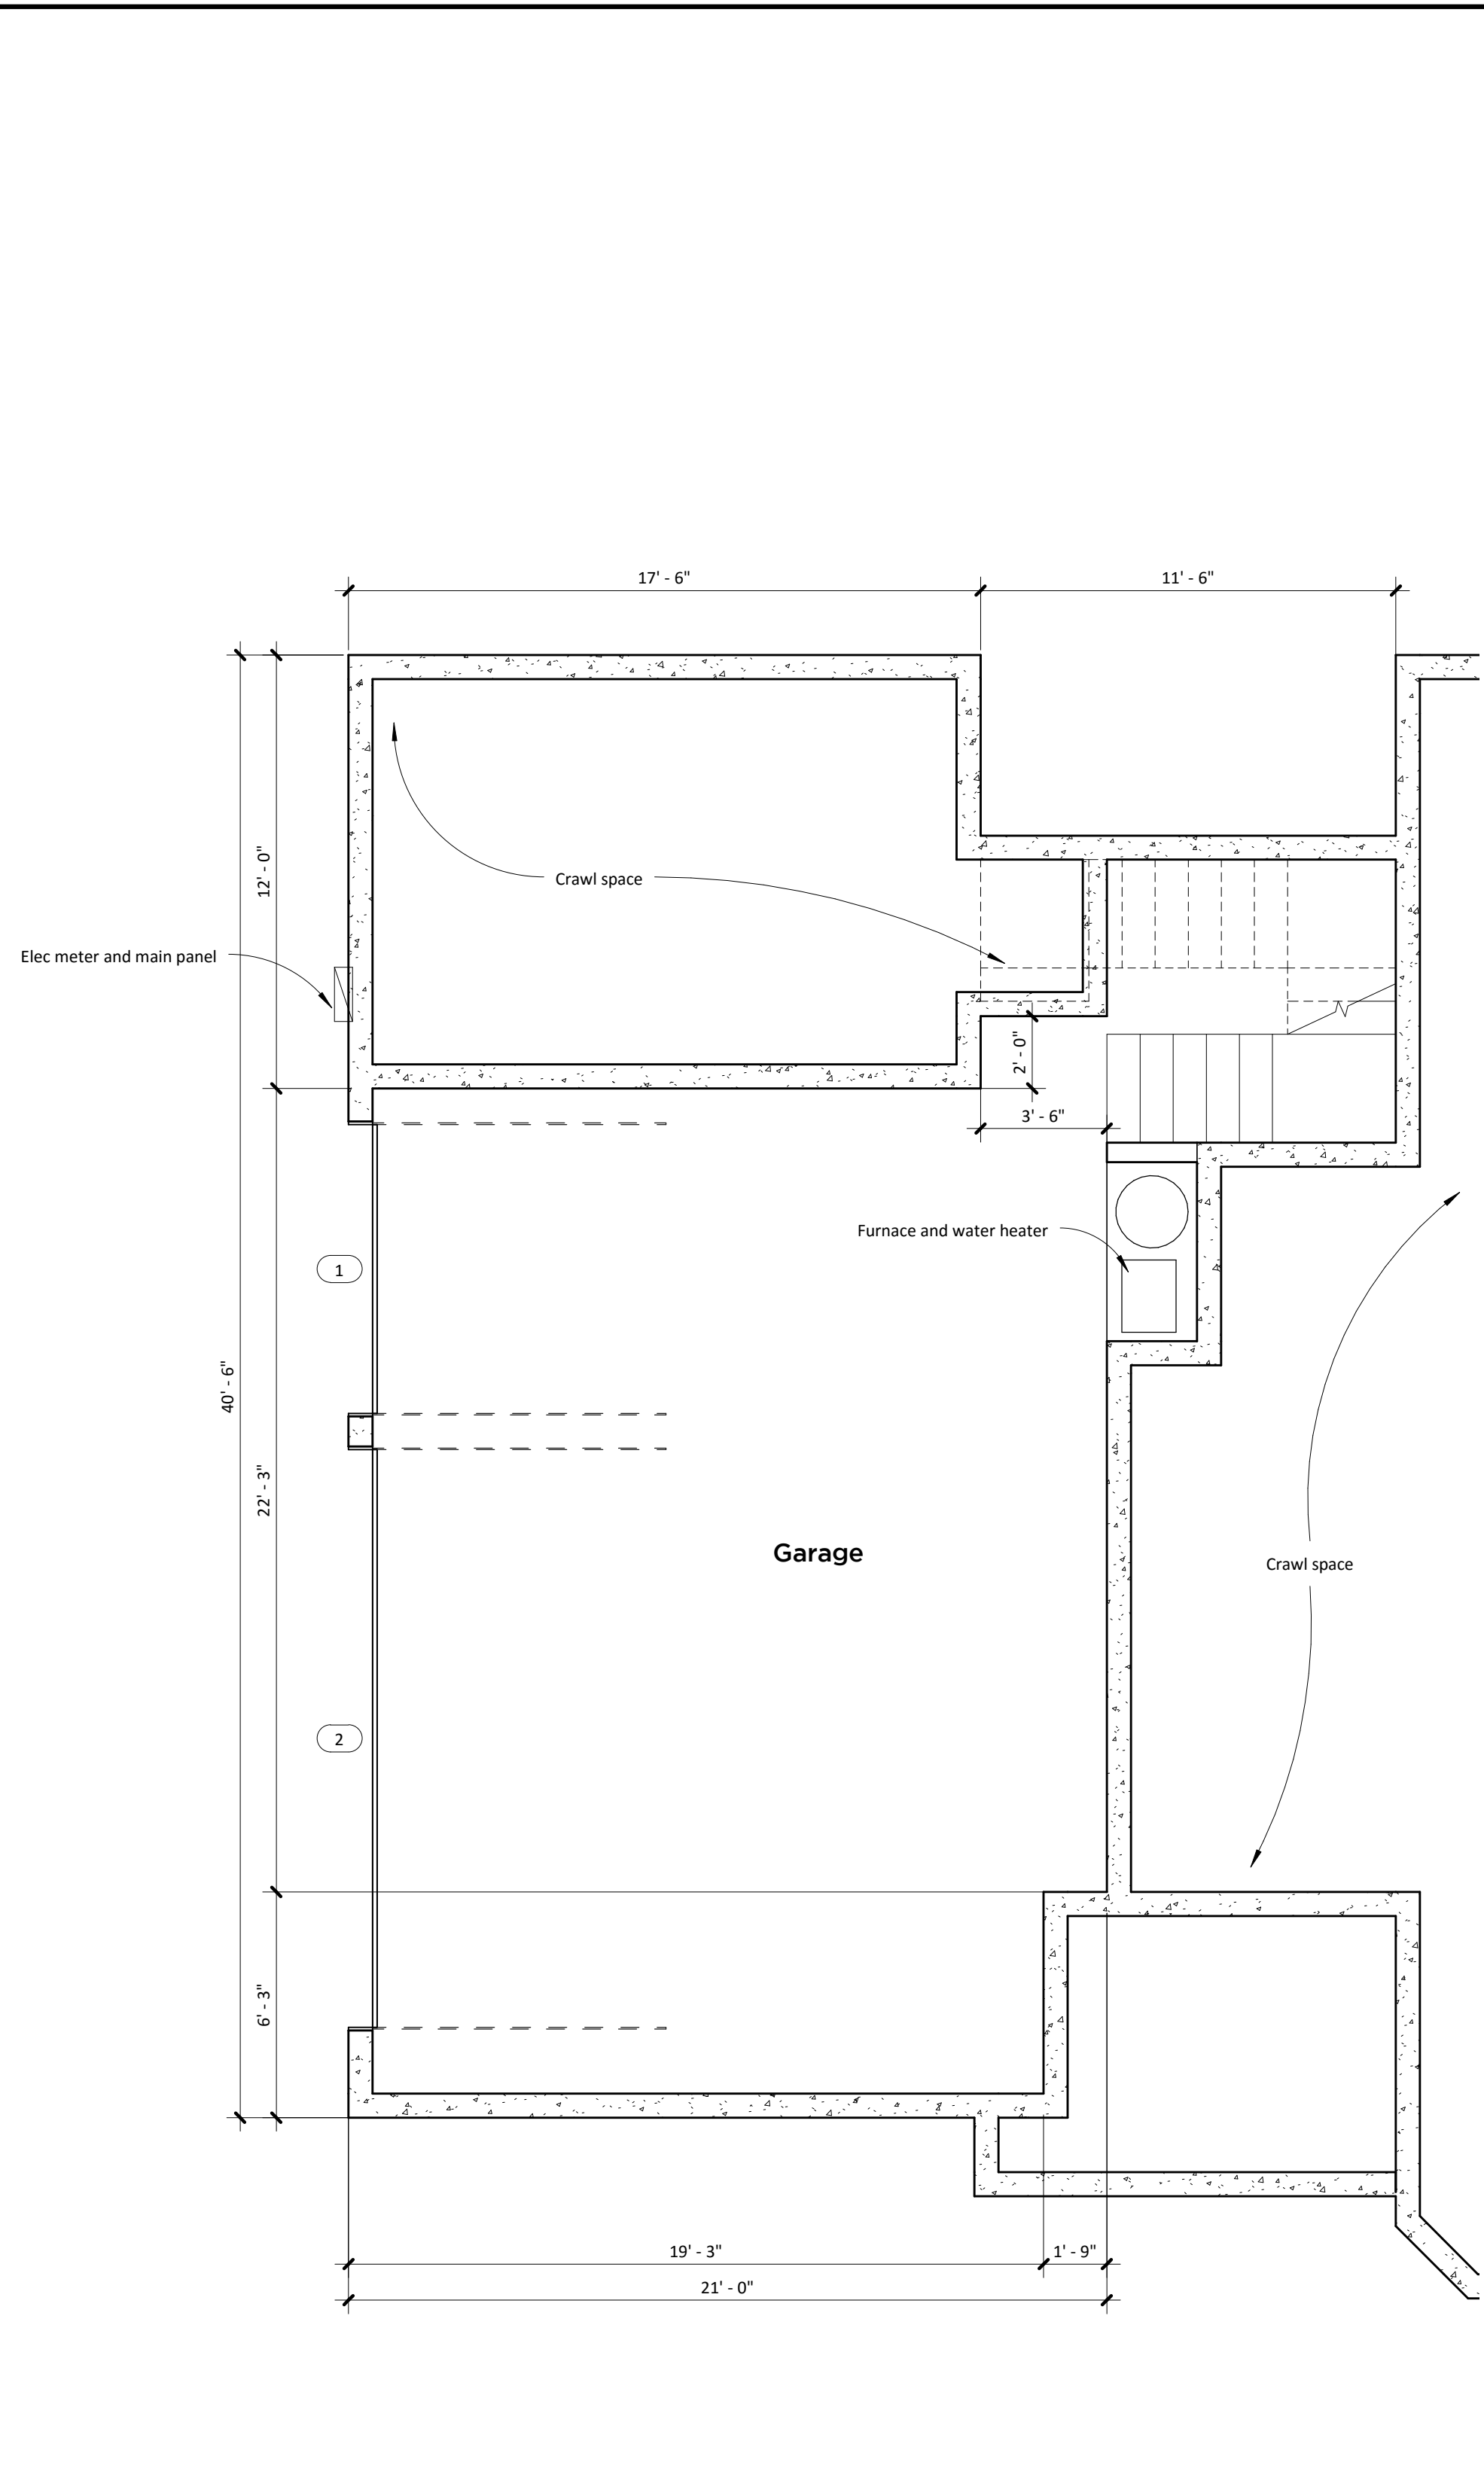 17' - 6"
11' - 6"
12' - 0"
Crawl space
Elec meter and main panel
2' - 0"
3' - 6"
Furnace and water heater
1
40' - 6"
22' - 3"
Garage
Crawl space
2
6' - 3"
19' - 3"
1' - 9"
21' - 0"